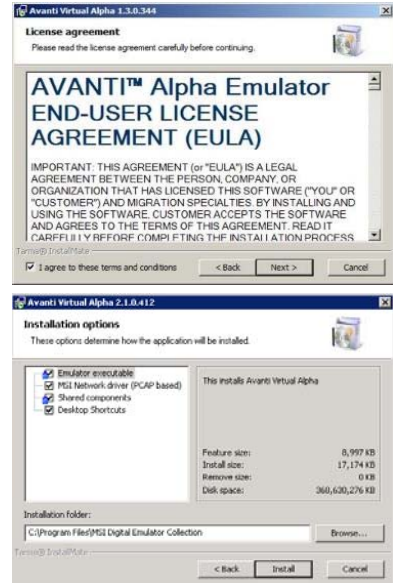 Avanti Virtual Alpha 1.3.0.344
License agreement
Please read the license agreement carefully before continuing.
AVANTI™ Alpha Emulator
END-USER LICENSE
AGREEMENT (EULA)
IMPORTANT: THIS AGREEMENT (or "EULA") IS A LEGAL
AGREEMENT BETWEEN THE PERSON, COMPANY, OR
ORGANIZATION THAT HAS LICENSED THIS SOFTWARE ("YOU" OR
"CUSTOMER") AND MIGRATION SPECIALTIES. BY INSTALLING AND
USING THE SOFTWARE, CUSTOMER ACCEPTS THE SOFTWARE
AND AGREES TO THE TERMS OF THIS AGREEMENT. READ IT
CAREFULLY BEFORE COMPLETING THE INSTALLATION PROCESS
Tarma® InstallMate
I agree to these terms and conditions
< Back
Next >
Cancel
Avanti Virtual Alpha 2.1.0.412
Installation options
These options determine how the application will be installed.
Emulator executable
MSI Network driver (PCAP based)
Shared components
Desktop Shortcuts
This installs Avanti Virtual Alpha
Feature size: 8,997 KB
Install size: 17,174 KB
Remove size: 0 KB
Disk space: 360,630,276 KB
Installation folder:
C:\Program Files\MSI Digital Emulator Collection
Browse...
Tarma® InstallMate
< Back
Install
Cancel